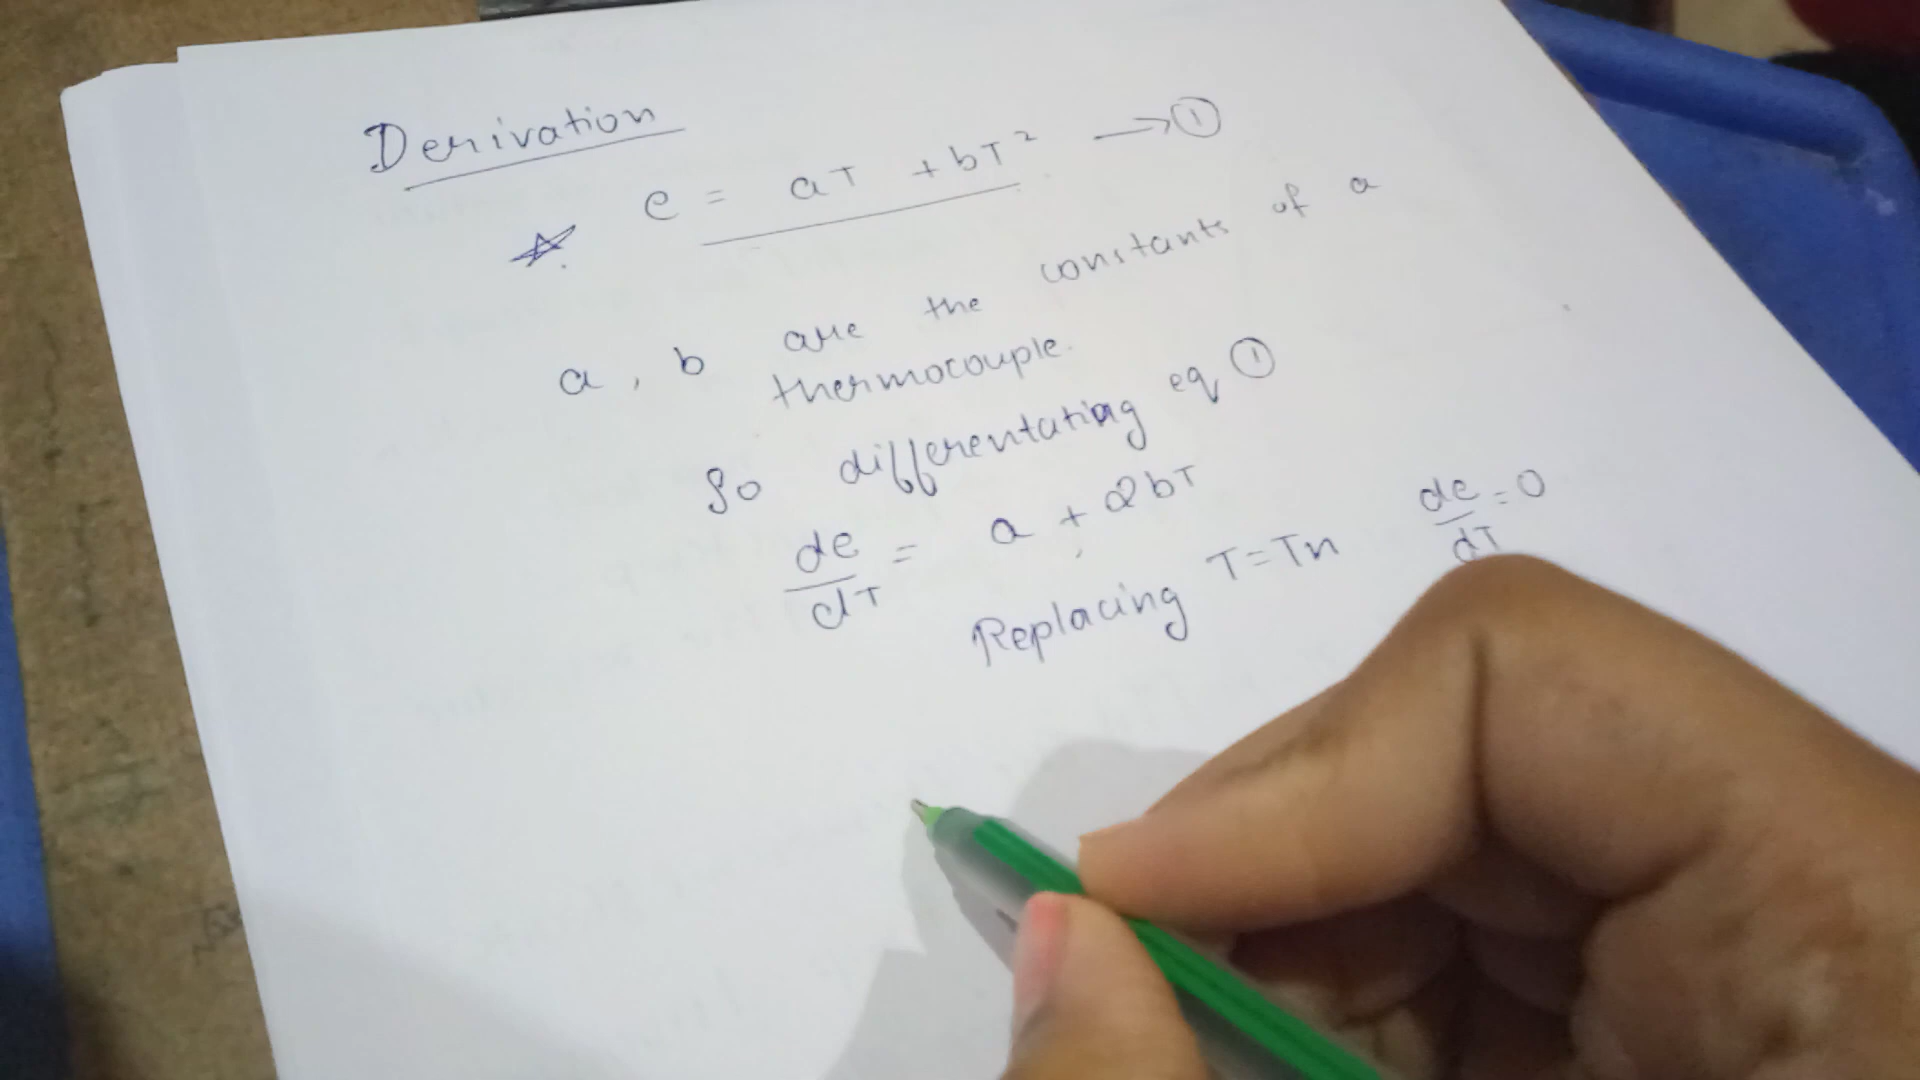 Derivation
e = aT + bT² → ①
a, b are the constants of a
thermocouple.
So differentating eq ①
de/dT = a + 2bT
Replacing T = Tn de/dT = 0